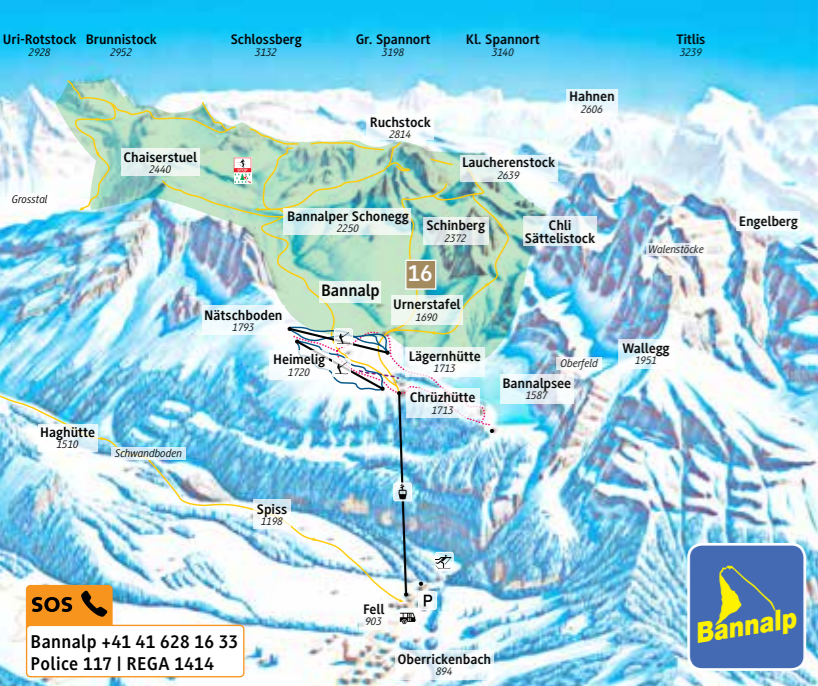 Uri-Rotstock
2928
Brunnistock
2952
Schlossberg
3132
Gr. Spannort
3198
Kl. Spannort
3140
Titlis
3239
Hahnen
2606
Ruchstock
2814
Chaiserstuel
2440
Laucherenstock
2639
Grosstal
Bannalper Schonegg
2250
Schinberg
2372
Chli
Sättelistock
Engelberg
Walenstöcke
16
Bannalp
Urnerstafel
1690
Nätschboden
1793
Heimelig
1720
Lägernhütte
1713
Oberfeld
Wallegg
1951
Bannalpsee
1587
Chrüzhütte
1713
Haghütte
1510
Schwandboden
Spiss
1198
Fell
903
P
Oberrickenbach
894
SOS
Bannalp +41 41 628 16 33
Police 117 | REGA 1414
Bannalp